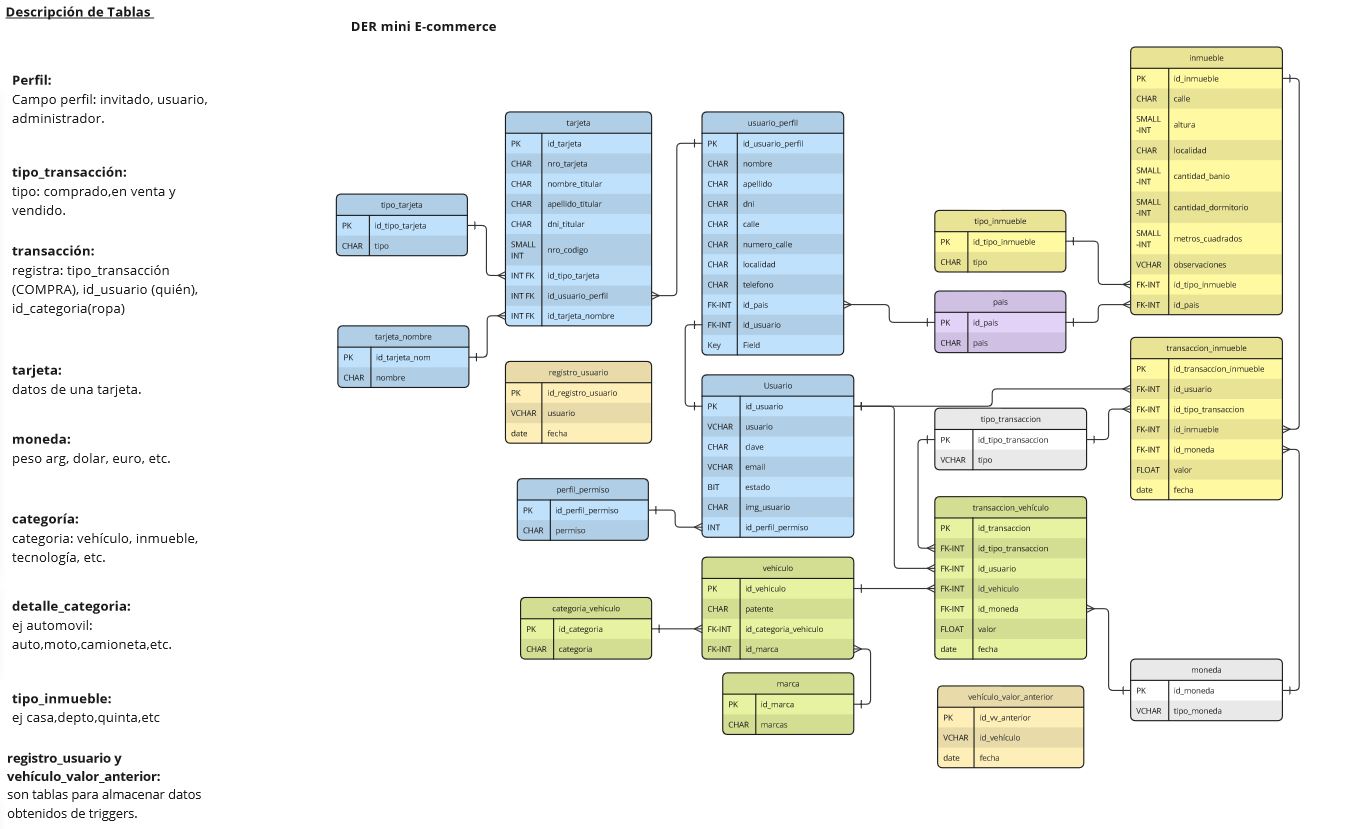 Descripción de Tablas
DER mini E-commerce
Perfil:
Campo perfil: invitado, usuario,
administrador.
tipo_transacción:
tipo: comprado,en venta y
vendido.
transacción:
registra: tipo_transacción
(COMPRA), id_usuario (quién),
id_categoria(ropa)
tarjeta:
datos de una tarjeta.
moneda:
peso arg, dolar, euro, etc.
categoría:
categoria: vehículo, inmueble,
tecnología, etc.
detalle_categoria:
ej automovil:
auto,moto,camioneta,etc.
tipo_inmueble:
ej casa,depto,quinta,etc
registro_usuario y
vehículo_valor_anterior:
son tablas para almacenar datos
obtenidos de triggers.
tipo_tarjeta
PK id_tipo_tarjeta
CHAR tipo
tarjeta_nombre
PK id_tarjeta_nom
CHAR nombre
tarjeta
PK id_tarjeta
CHAR nro_tarjeta
CHAR nombre_titular
CHAR apellido_titular
CHAR dni_titular
SMALL
INT nro_codigo
INT FK id_tipo_tarjeta
INT FK id_usuario_perfil
INT FK id_tarjeta_nombre
registro_usuario
PK id_registro_usuario
VCHAR usuario
date fecha
perfil_permiso
PK id_perfil_permiso
CHAR permiso
categoria_vehiculo
PK id_categoria
CHAR categoria
usuario_perfil
PK id_usuario_perfil
CHAR nombre
CHAR apellido
CHAR dni
CHAR calle
CHAR numero_calle
CHAR localidad
CHAR telefono
FK-INT id_pais
FK-INT id_usuario
Key Field
Usuario
PK id_usuario
VCHAR usuario
CHAR clave
VCHAR email
BIT estado
CHAR img_usuario
INT id_perfil_permiso
vehiculo
PK id_vehiculo
CHAR patente
FK-INT id_categoria_vehiculo
FK-INT id_marca
marca
PK id_marca
CHAR marcas
tipo_inmueble
PK id_tipo_inmueble
CHAR tipo
pais
PK id_pais
CHAR pais
tipo_transaccion
PK id_tipo_transaccion
VCHAR tipo
transaccion_vehículo
PK id_transaccion
FK-INT id_tipo_transaccion
FK-INT id_usuario
FK-INT id_vehiculo
FK-INT id_moneda
FLOAT valor
date fecha
vehículo_valor_anterior
PK id_vv_anterior
VCHAR id_vehículo
date fecha
inmueble
PK id_inmueble
CHAR calle
SMALL
-INT altura
CHAR localidad
SMALL
-INT cantidad_banio
SMALL
-INT cantidad_dormitorio
SMALL
-INT metros_cuadrados
VCHAR observaciones
FK-INT id_tipo_inmueble
FK-INT id_pais
transaccion_inmueble
PK id_transaccion_inmueble
FK-INT id_usuario
FK-INT id_tipo_transaccion
FK-INT id_inmueble
FK-INT id_moneda
FLOAT valor
date fecha
moneda
PK id_moneda
VCHAR tipo_moneda